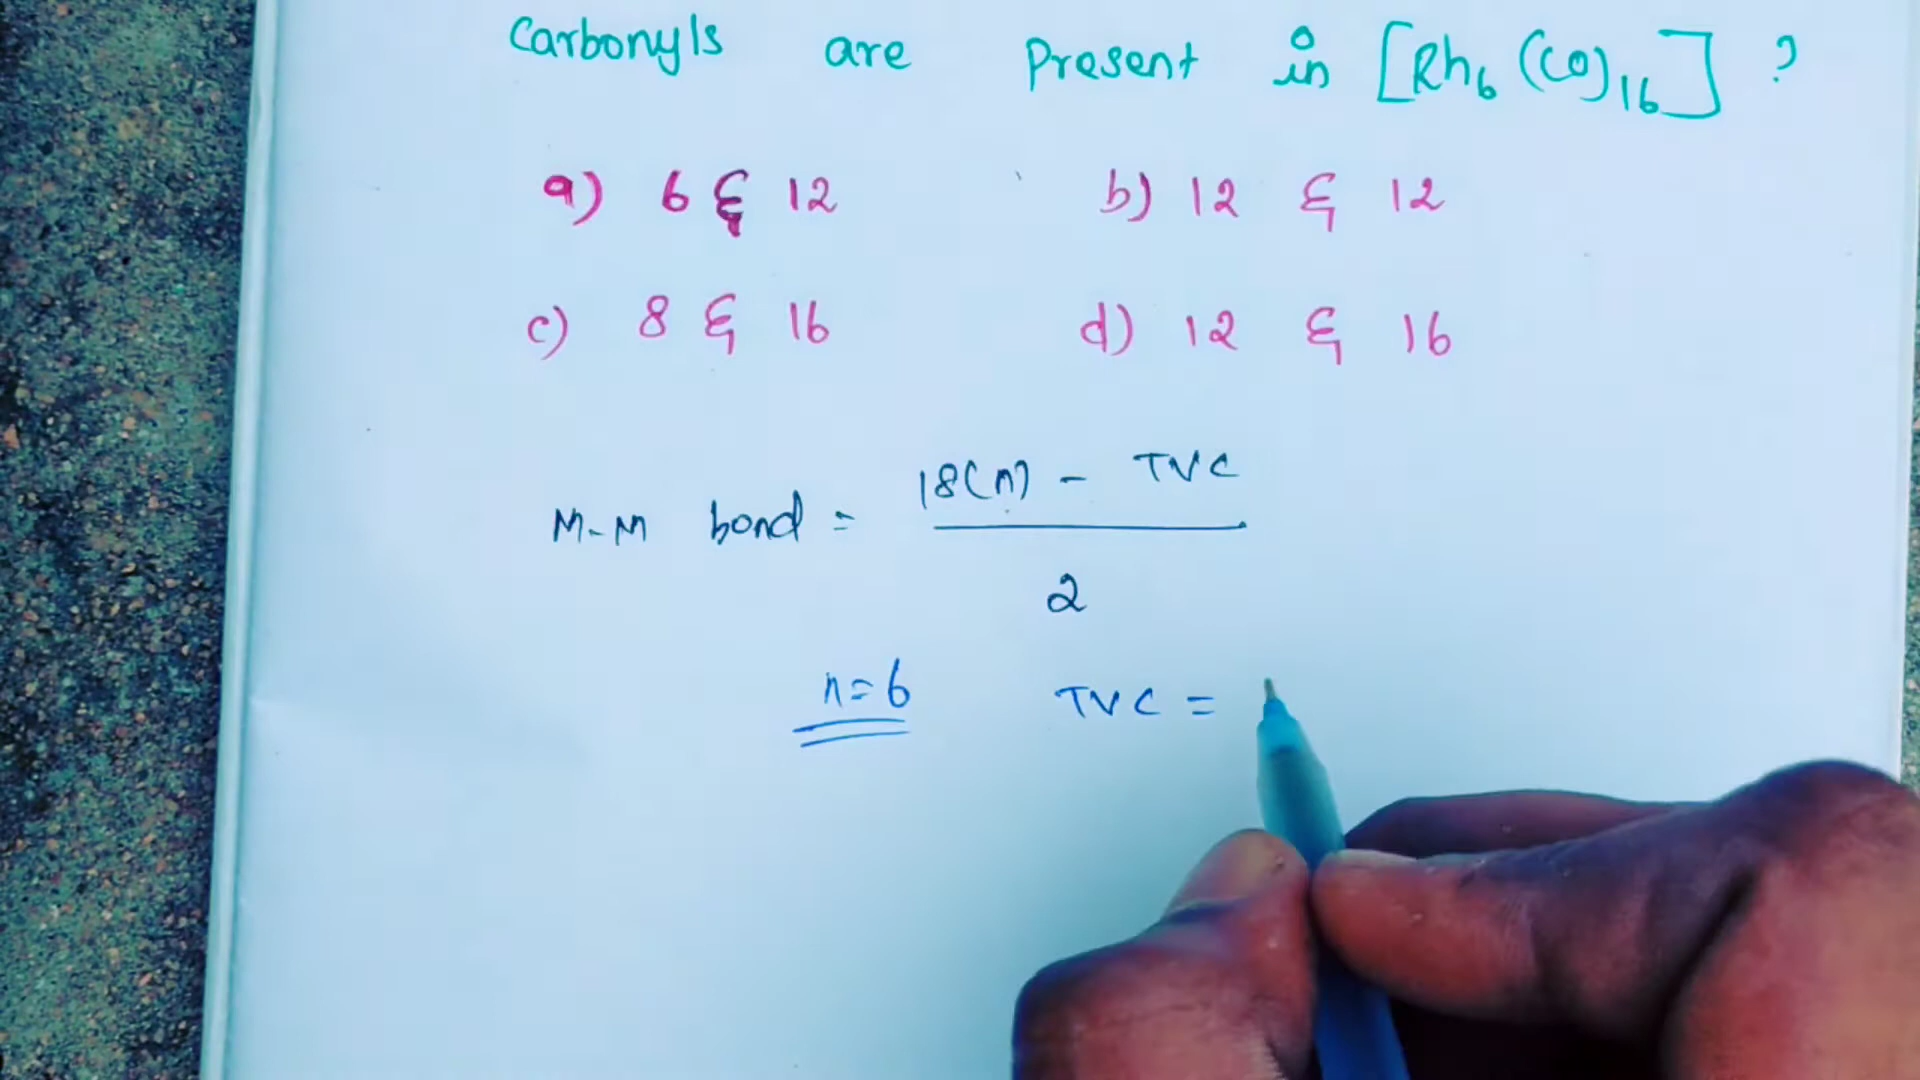 Carbonyls are Present in [Rh6 (CO)16] ?
a) 6 & 12 b) 12 & 12
c) 8 & 16 d) 12 & 16
M-M bond = 18(n) - TVC
2
n=6 TVC =